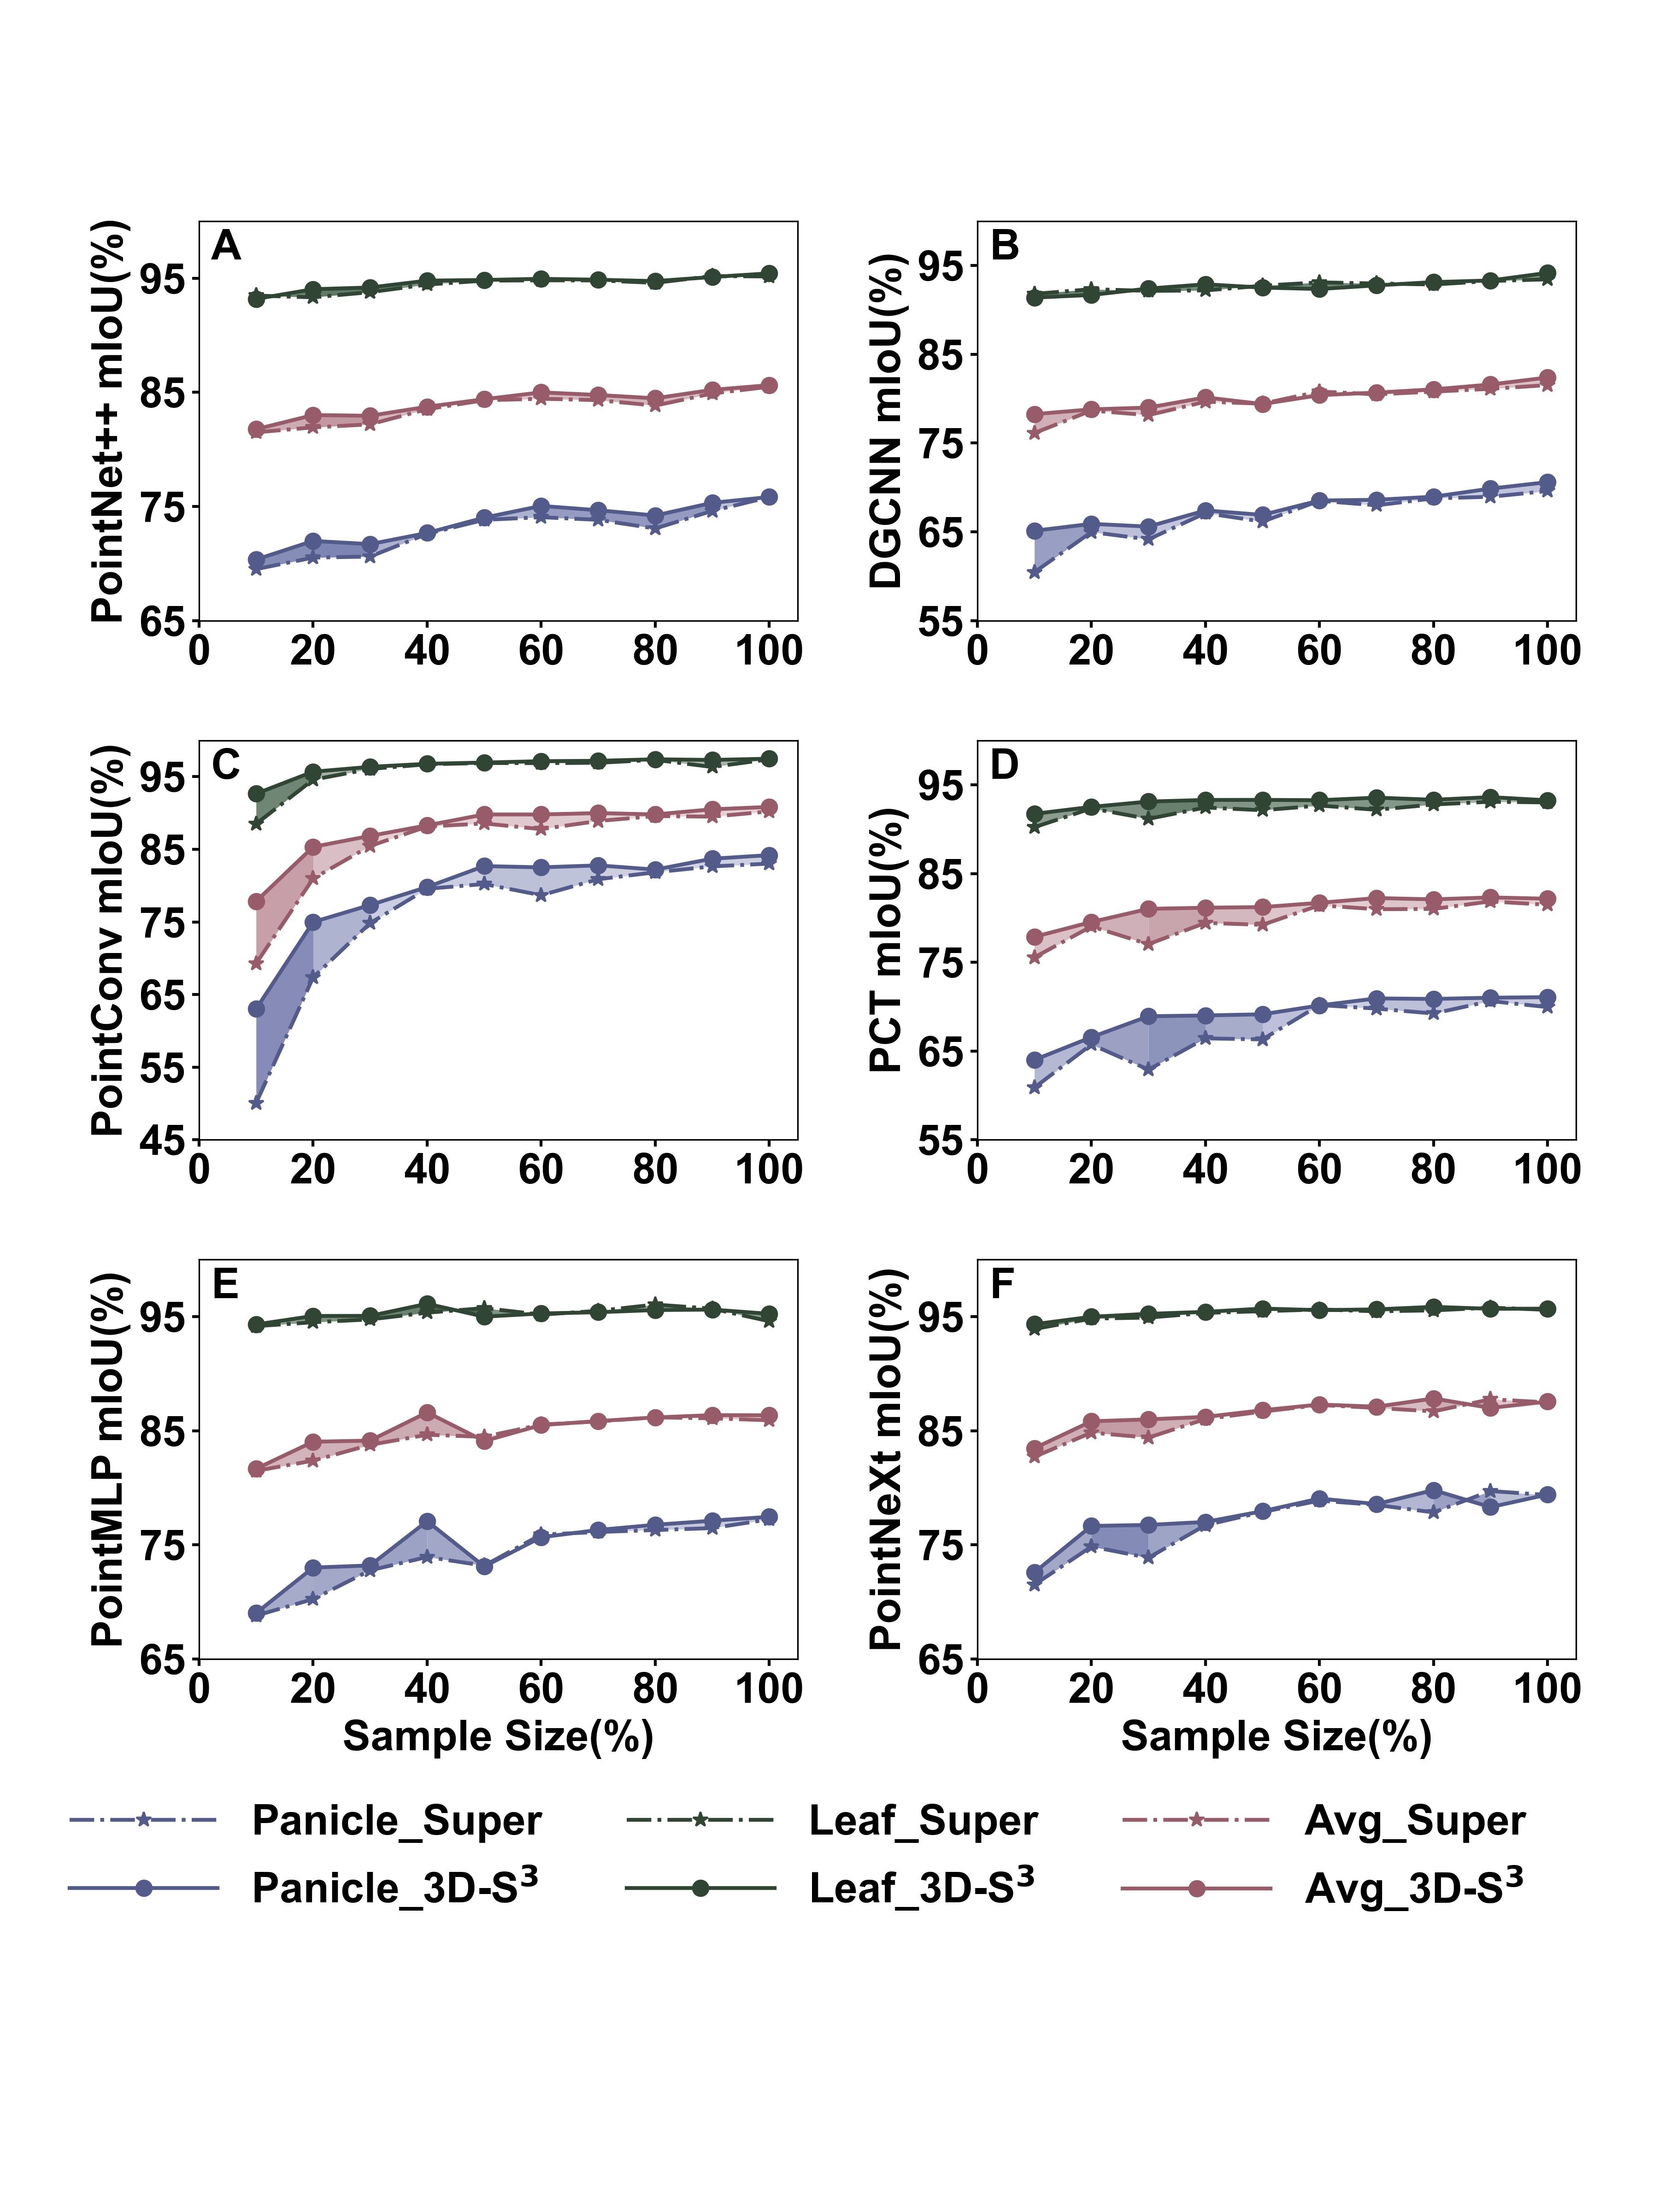 A
PointNet++ mIoU(%)
95
85
75
65
0 20 40 60 80 100
B
DGCNN mIoU(%)
95
85
75
65
55
0 20 40 60 80 100
C
PointConv mIoU(%)
95
85
75
65
55
45
0 20 40 60 80 100
D
PCT mIoU(%)
95
85
75
65
55
0 20 40 60 80 100
E
PointMLP mIoU(%)
95
85
75
65
0 20 40 60 80 100
Sample Size(%)
F
PointNeXt mIoU(%)
95
85
75
65
0 20 40 60 80 100
Sample Size(%)
Panicle_Super Leaf_Super Avg_Super
Panicle_3D-S³ Leaf_3D-S³ Avg_3D-S³